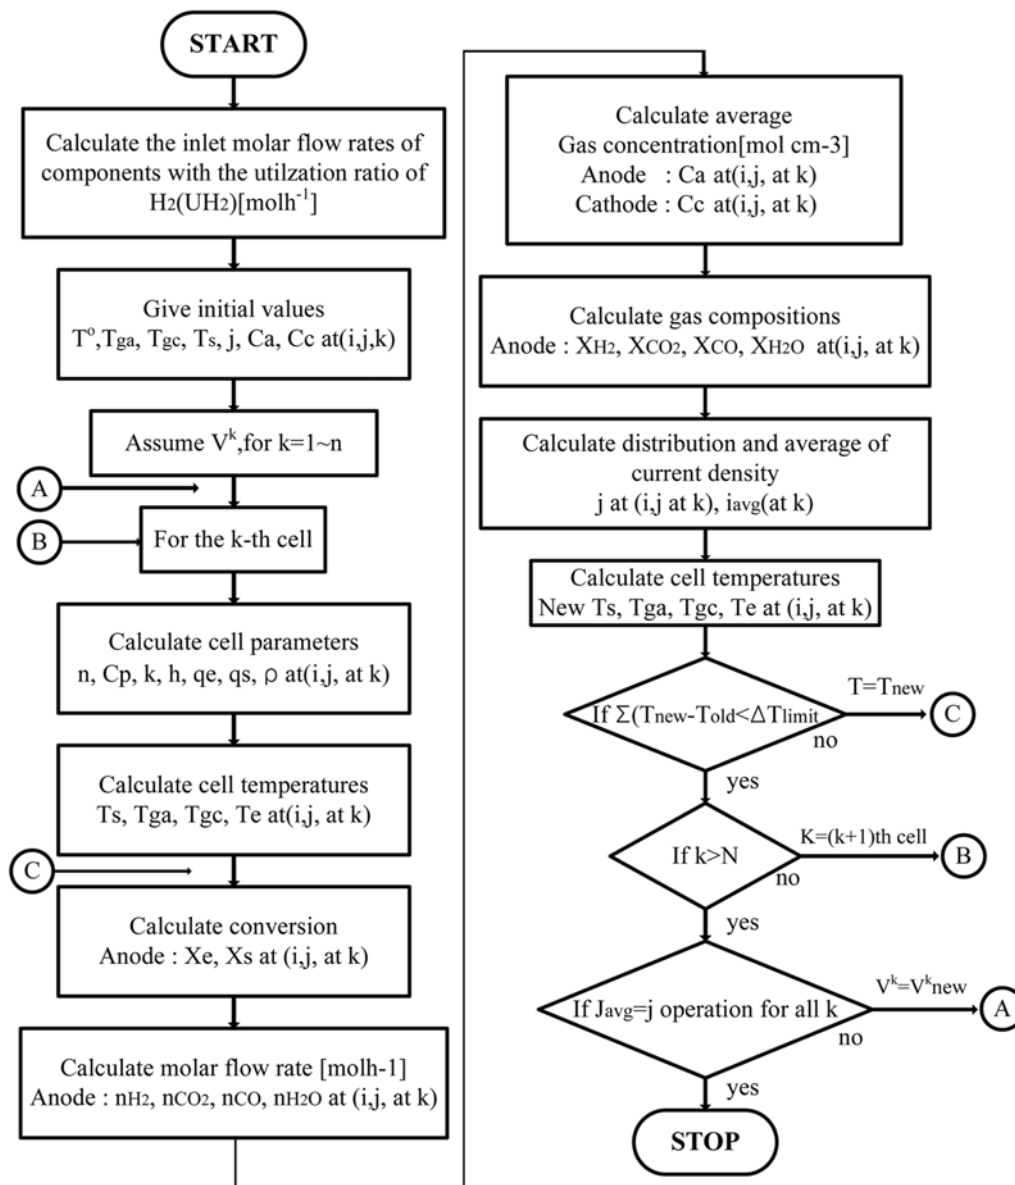 START
Calculate the inlet molar flow rates of
components with the utilzation ratio of
H2(UH2)[molh-1]
Give initial values
To,Tga, Tgc, Ts, j, Ca, Cc at(i,j,k)
Assume Vk,for k=1~n
A
B
For the k-th cell
Calculate cell parameters
n, Cp, k, h, qe, qs, ρ at(i,j, at k)
Calculate cell temperatures
Ts, Tga, Tgc, Te at(i,j, at k)
C
Calculate conversion
Anode : Xe, Xs at (i,j, at k)
Calculate molar flow rate [molh-1]
Anode : nH2, nCO2, nCO, nH2O at (i,j, at k)
Calculate average
Gas concentration[mol cm-3]
Anode : Ca at(i,j, at k)
Cathode : Cc at(i,j, at k)
Calculate gas compositions
Anode : XH2, XCO2, XCO, XH2O at(i,j, at k)
Calculate distribution and average of
current density
j at (i,j at k), iavg(at k)
Calculate cell temperatures
New Ts, Tga, Tgc, Te at (i,j, at k)
If Σ(Tnew-Told<ΔTlimit
T=Tnew
C
no
yes
If k>N
K=(k+1)th cell
B
no
yes
If Javg=j operation for all k
Vk=Vknew
A
no
yes
STOP